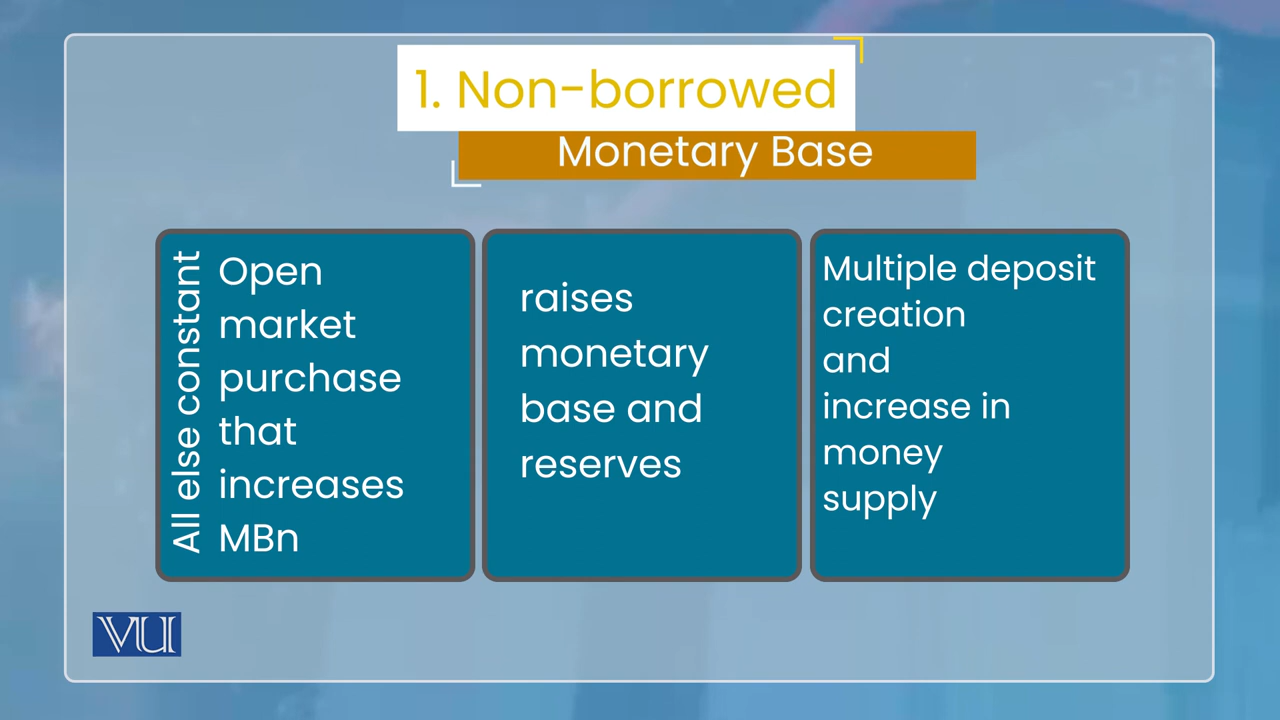 1. Non-borrowed
Monetary Base
All else constant
Open
market
purchase
that
increases
MBn
raises
monetary
base and
reserves
Multiple deposit
creation
and
increase in
money
supply
VU